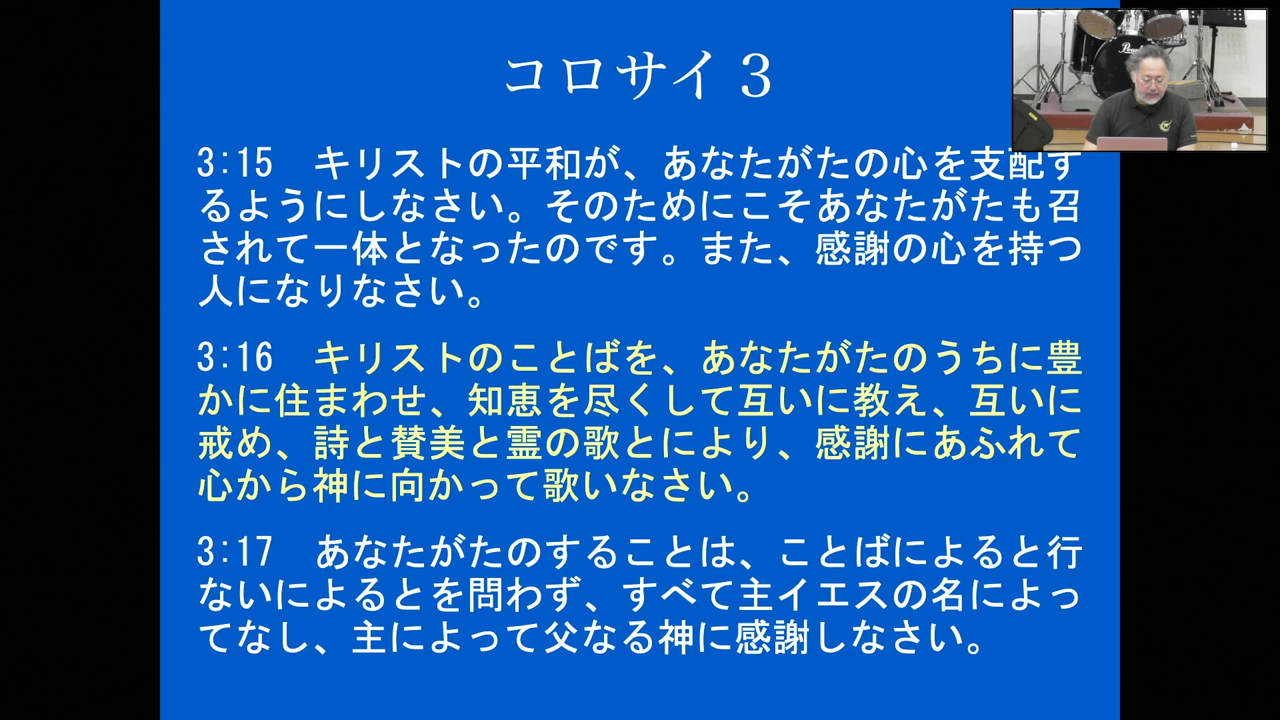 コロサイ３
3:15　キリストの平和が、あなたがたの心を支配す
るようにしなさい。そのためにこそあなたがたも召
されて一体となったのです。また、感謝の心を持つ
人になりなさい。
3:16　キリストのことばを、あなたがたのうちに豊
かに住まわせ、知恵を尽くして互いに教え、互いに
戒め、詩と賛美と霊の歌とにより、感謝にあふれて
心から神に向かって歌いなさい。
3:17　あなたがたのすることは、ことばによると行
ないによるとを問わず、すべて主イエスの名によっ
てなし、主によって父なる神に感謝しなさい。
Pearl